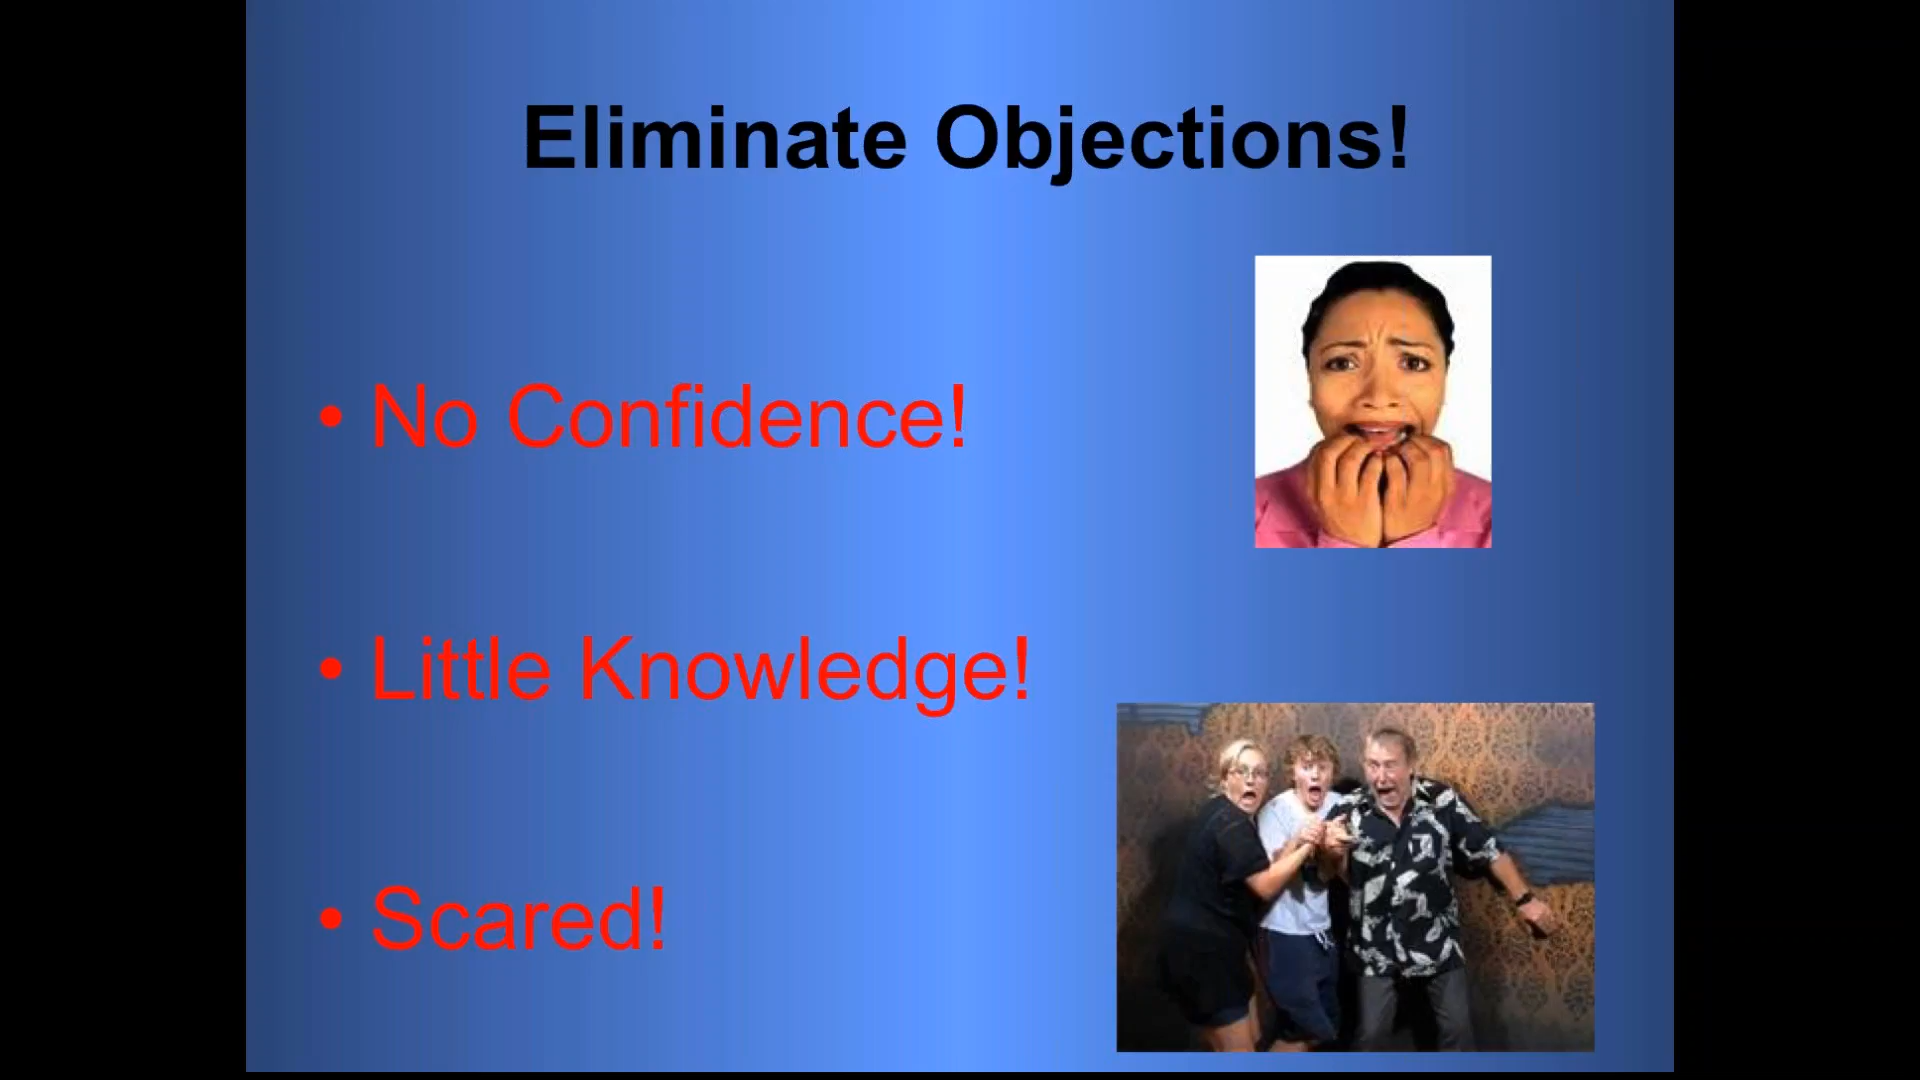 Eliminate Objections!
• No Confidence!
• Little Knowledge!
• Scared!